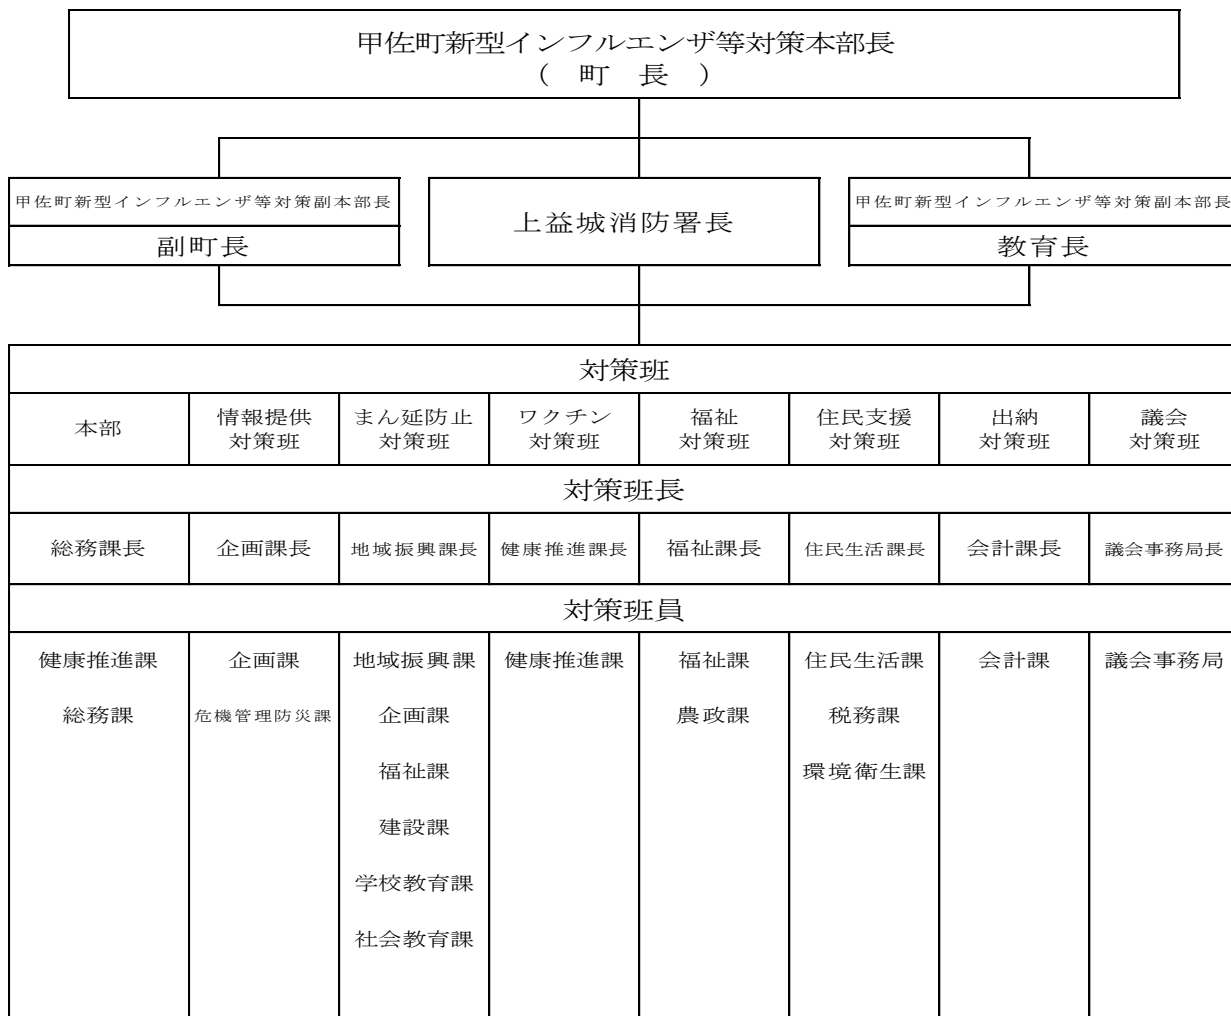 甲佐町新型インフルエンザ等対策本部長
（ 町 長 ）
甲佐町新型インフルエンザ等対策副本部長
副町長
上益城消防署長
甲佐町新型インフルエンザ等対策副本部長
教育長
対策班
本部
情報提供
対策班
まん延防止
対策班
ワクチン
対策班
福祉
対策班
住民支援
対策班
出納
対策班
議会
対策班
対策班長
総務課長
企画課長
地域振興課長
健康推進課長
福祉課長
住民生活課長
会計課長
議会事務局長
対策班員
健康推進課
総務課
企画課
危機管理防災課
地域振興課
企画課
福祉課
建設課
学校教育課
社会教育課
健康推進課
福祉課
農政課
住民生活課
税務課
環境衛生課
会計課
議会事務局